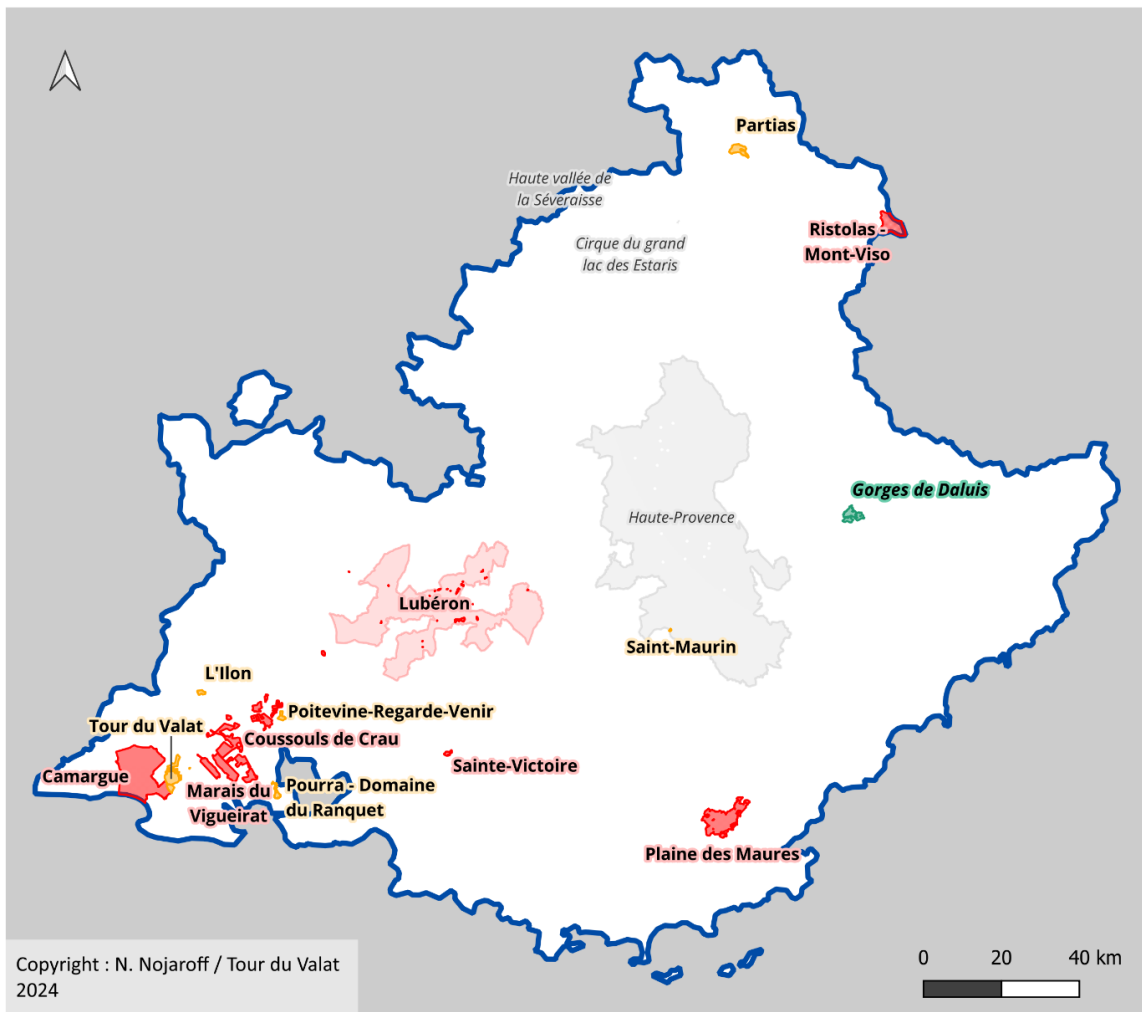 Partias
Haute vallée de
la Séveraisse
Ristolas -
Mont-Viso
Cirque du grand
lac des Estaris
Gorges de Daluis
Haute-Provence
Lubéron
Saint-Maurin
L'Ilon
Poitevine-Regarde-Venir
Tour du Valat
Coussouls de Crau
Sainte-Victoire
Camargue
Marais du
Vigueirat
Pourra - Domaine
du Ranquet
Plaine des Maures
Copyright : N. Nojaroff / Tour du Valat
2024
0 20 40 km